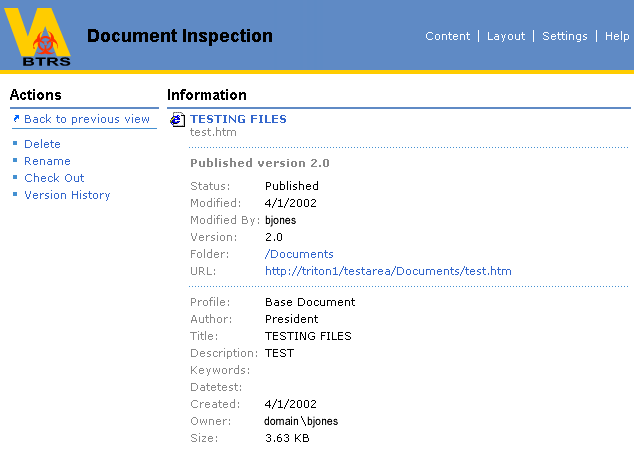 VA
BTRS
Document Inspection
Content | Layout | Settings | Help
Actions
Back to previous view
Delete
Rename
Check Out
Version History
Information
TESTING FILES
test.htm
Published version 2.0
Status: Published
Modified: 4/1/2002
Modified By: bjones
Version: 2.0
Folder: /Documents
URL: http://triton1/testarea/Documents/test.htm
Profile: Base Document
Author: President
Title: TESTING FILES
Description: TEST
Keywords:
Datetest:
Created: 4/1/2002
Owner: domain\bjones
Size: 3.63 KB